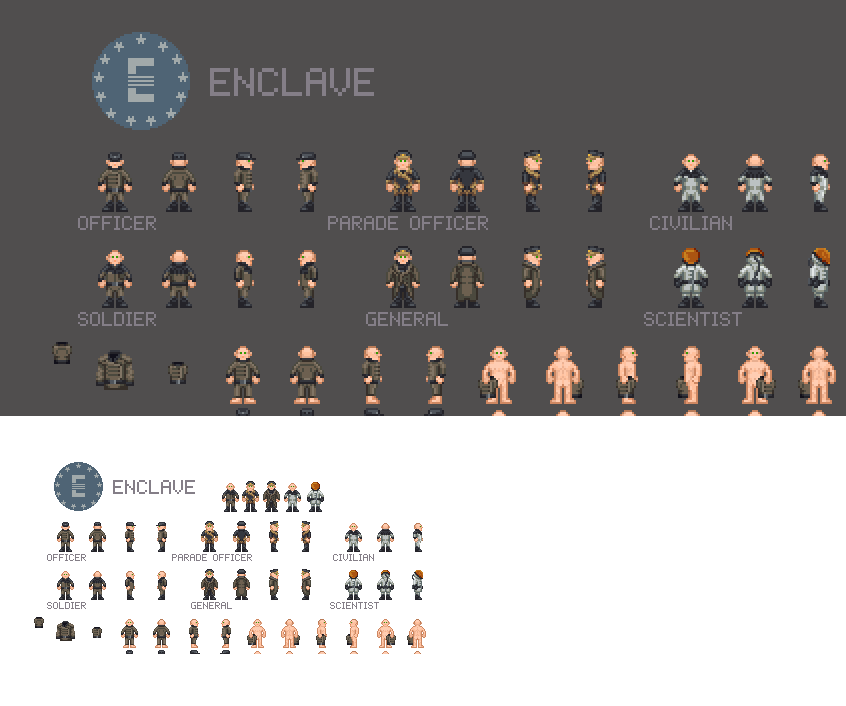 E ENCLAVE
OFFICER PARADE OFFICER CIVILIAN
SOLDIER GENERAL SCIENTIST
E ENCLAVE
OFFICER PARADE OFFICER CIVILIAN
SOLDIER GENERAL SCIENTIST